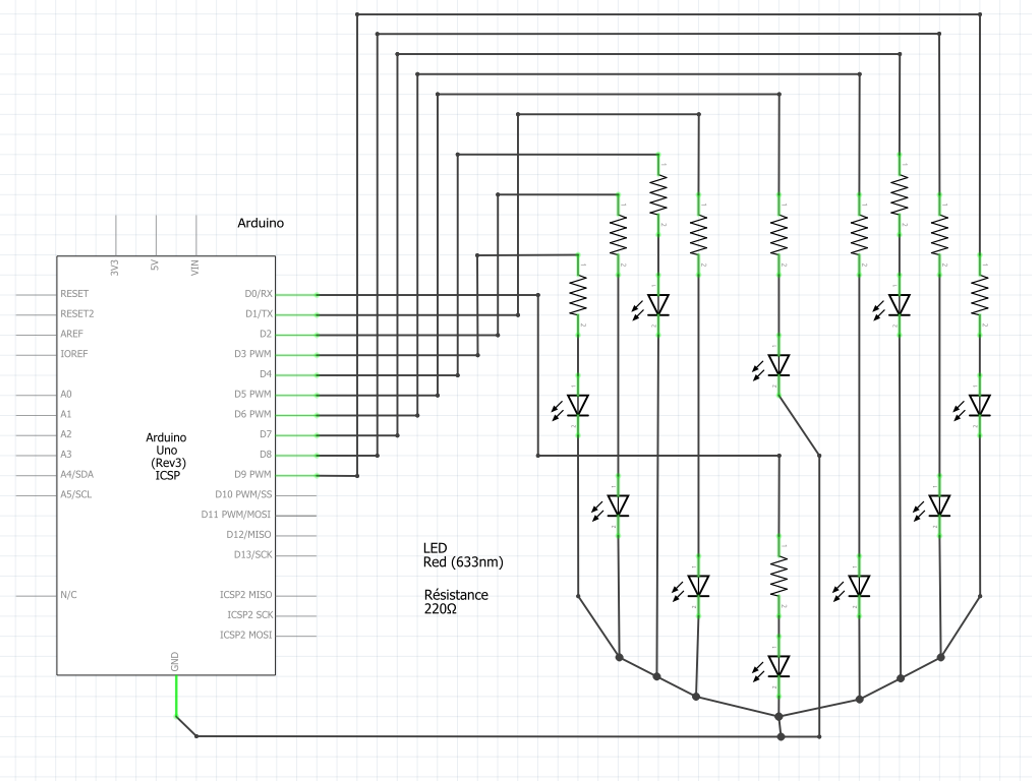 Arduino
3V3
5V
VIN
RESET
RESET2
AREF
IOREF
A0
A1
A2
A3
A4/SDA
A5/SCL
N/C
Arduino
Uno
(Rev3)
ICSP
D0/RX
D1/TX
D2
D3 PWM
D4
D5 PWM
D6 PWM
D7
D8
D9 PWM
D10 PWM/SS
D11 PWM/MOSI
D12/MISO
D13/SCK
ICSP2 MISO
ICSP2 SCK
ICSP2 MOSI
GND
LED
Red (633nm)
Résistance
220Ω